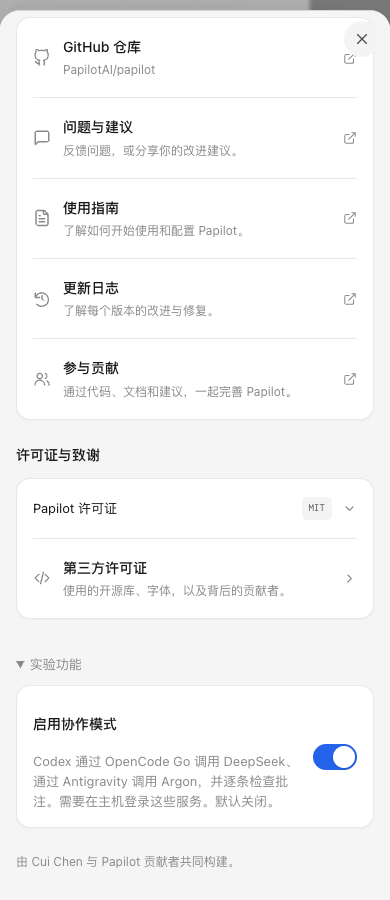 GitHub 仓库
PapilotAI/papilot
问题与建议
反馈问题，或分享你的改进建议。
使用指南
了解如何开始使用和配置 Papilot。
更新日志
了解每个版本的改进与修复。
参与贡献
通过代码、文档和建议，一起完善 Papilot。
许可证与致谢
Papilot 许可证 MIT
第三方许可证
使用的开源库、字体，以及背后的贡献者。
▼ 实验功能
启用协作模式
Codex 通过 OpenCode Go 调用 DeepSeek、
通过 Antigravity 调用 Argon，并逐条检查批
注。需要在主机登录这些服务。默认关闭。
由 Cui Chen 与 Papilot 贡献者共同构建。